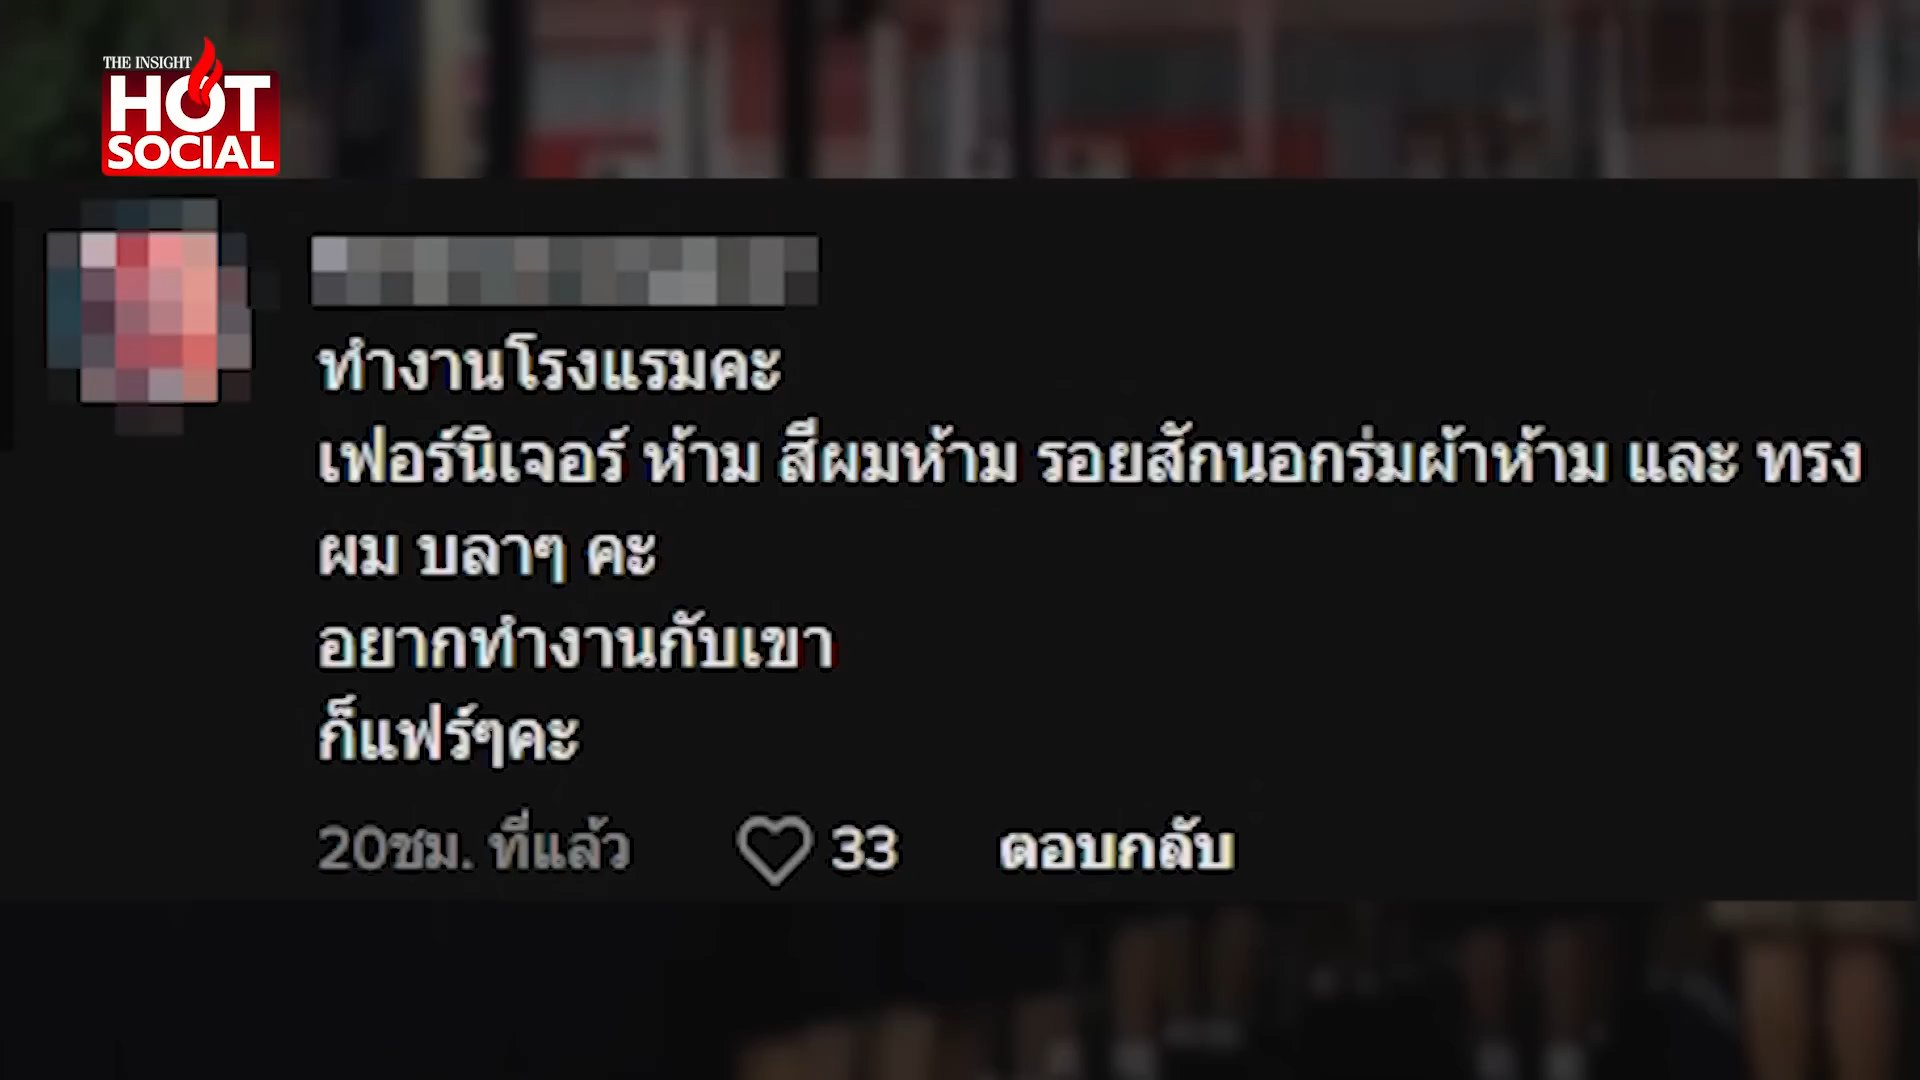 THE INSIGHT
HOT
SOCIAL
ทำงานโรงแรมคะ
เฟอร์นิเจอร์ ห้าม สีผมห้าม รอยสักนอกร่มผ้าห้าม และ ทรง
ผม บลาๆ คะ
อยากทำงานกับเขา
ก็แฟร์ๆคะ
20ชม. ที่แล้ว 33 ตอบกลับ